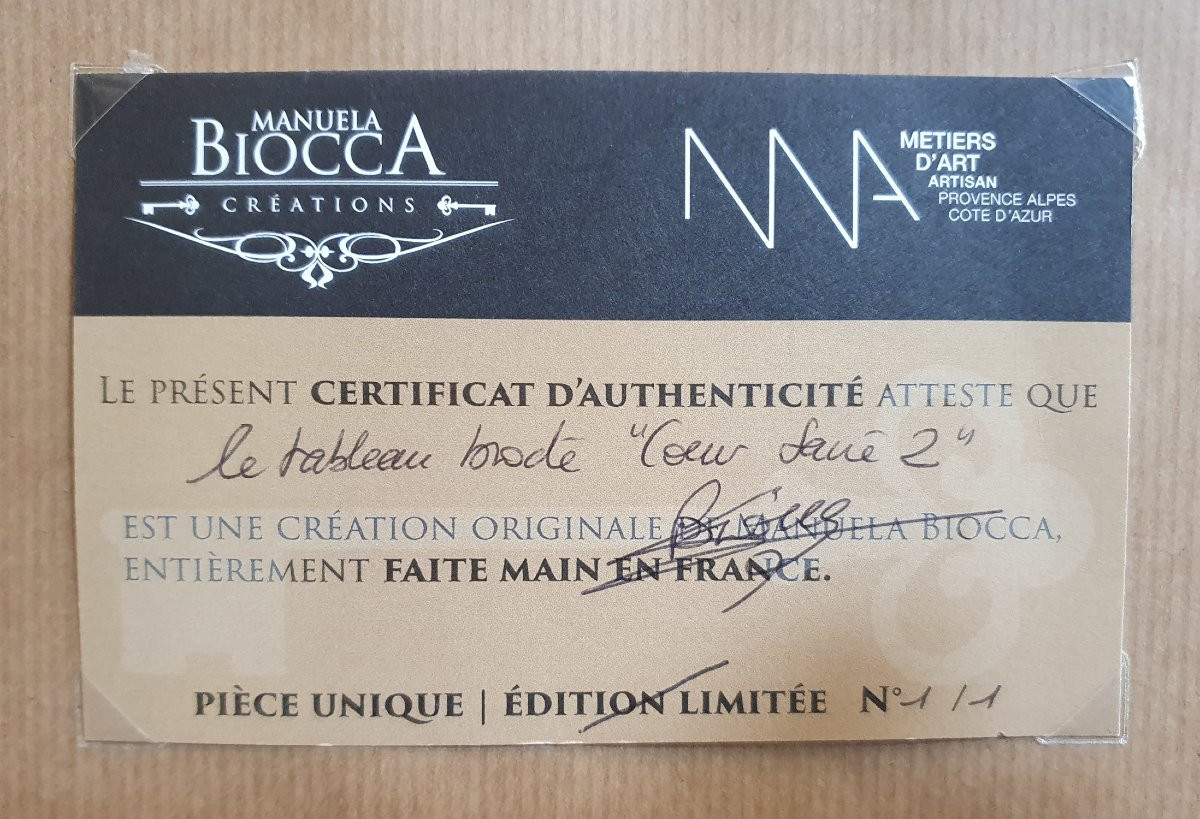 MANUELA
BIOCCA
CRÉATIONS
METIERS
D'ART
ARTISAN
PROVENCE ALPES
COTE D'AZUR
LE PRÉSENT CERTIFICAT D'AUTHENTICITÉ ATTESTE QUE
le tableau brodé "Coeur Sacré 2"
EST UNE CRÉATION ORIGINALE DE MANUELA BIOCCA,
ENTIÈREMENT FAITE MAIN EN FRANCE.
PIÈCE UNIQUE | ÉDITION LIMITÉE N° 1 / 1